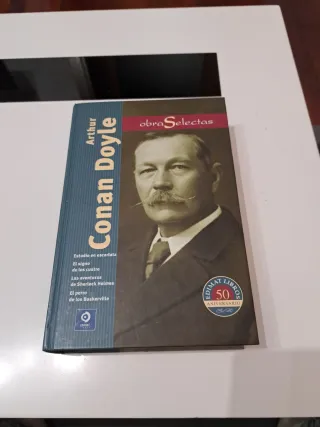 obraSelectas
Arthur
Conan Doyle
Estudio en escarlata
El signo
de los cuatro
Las aventuras
de Sherlock Holmes
El perro
de los Baskerville
EDIMAT LIBROS
50
ANIVERSARIO